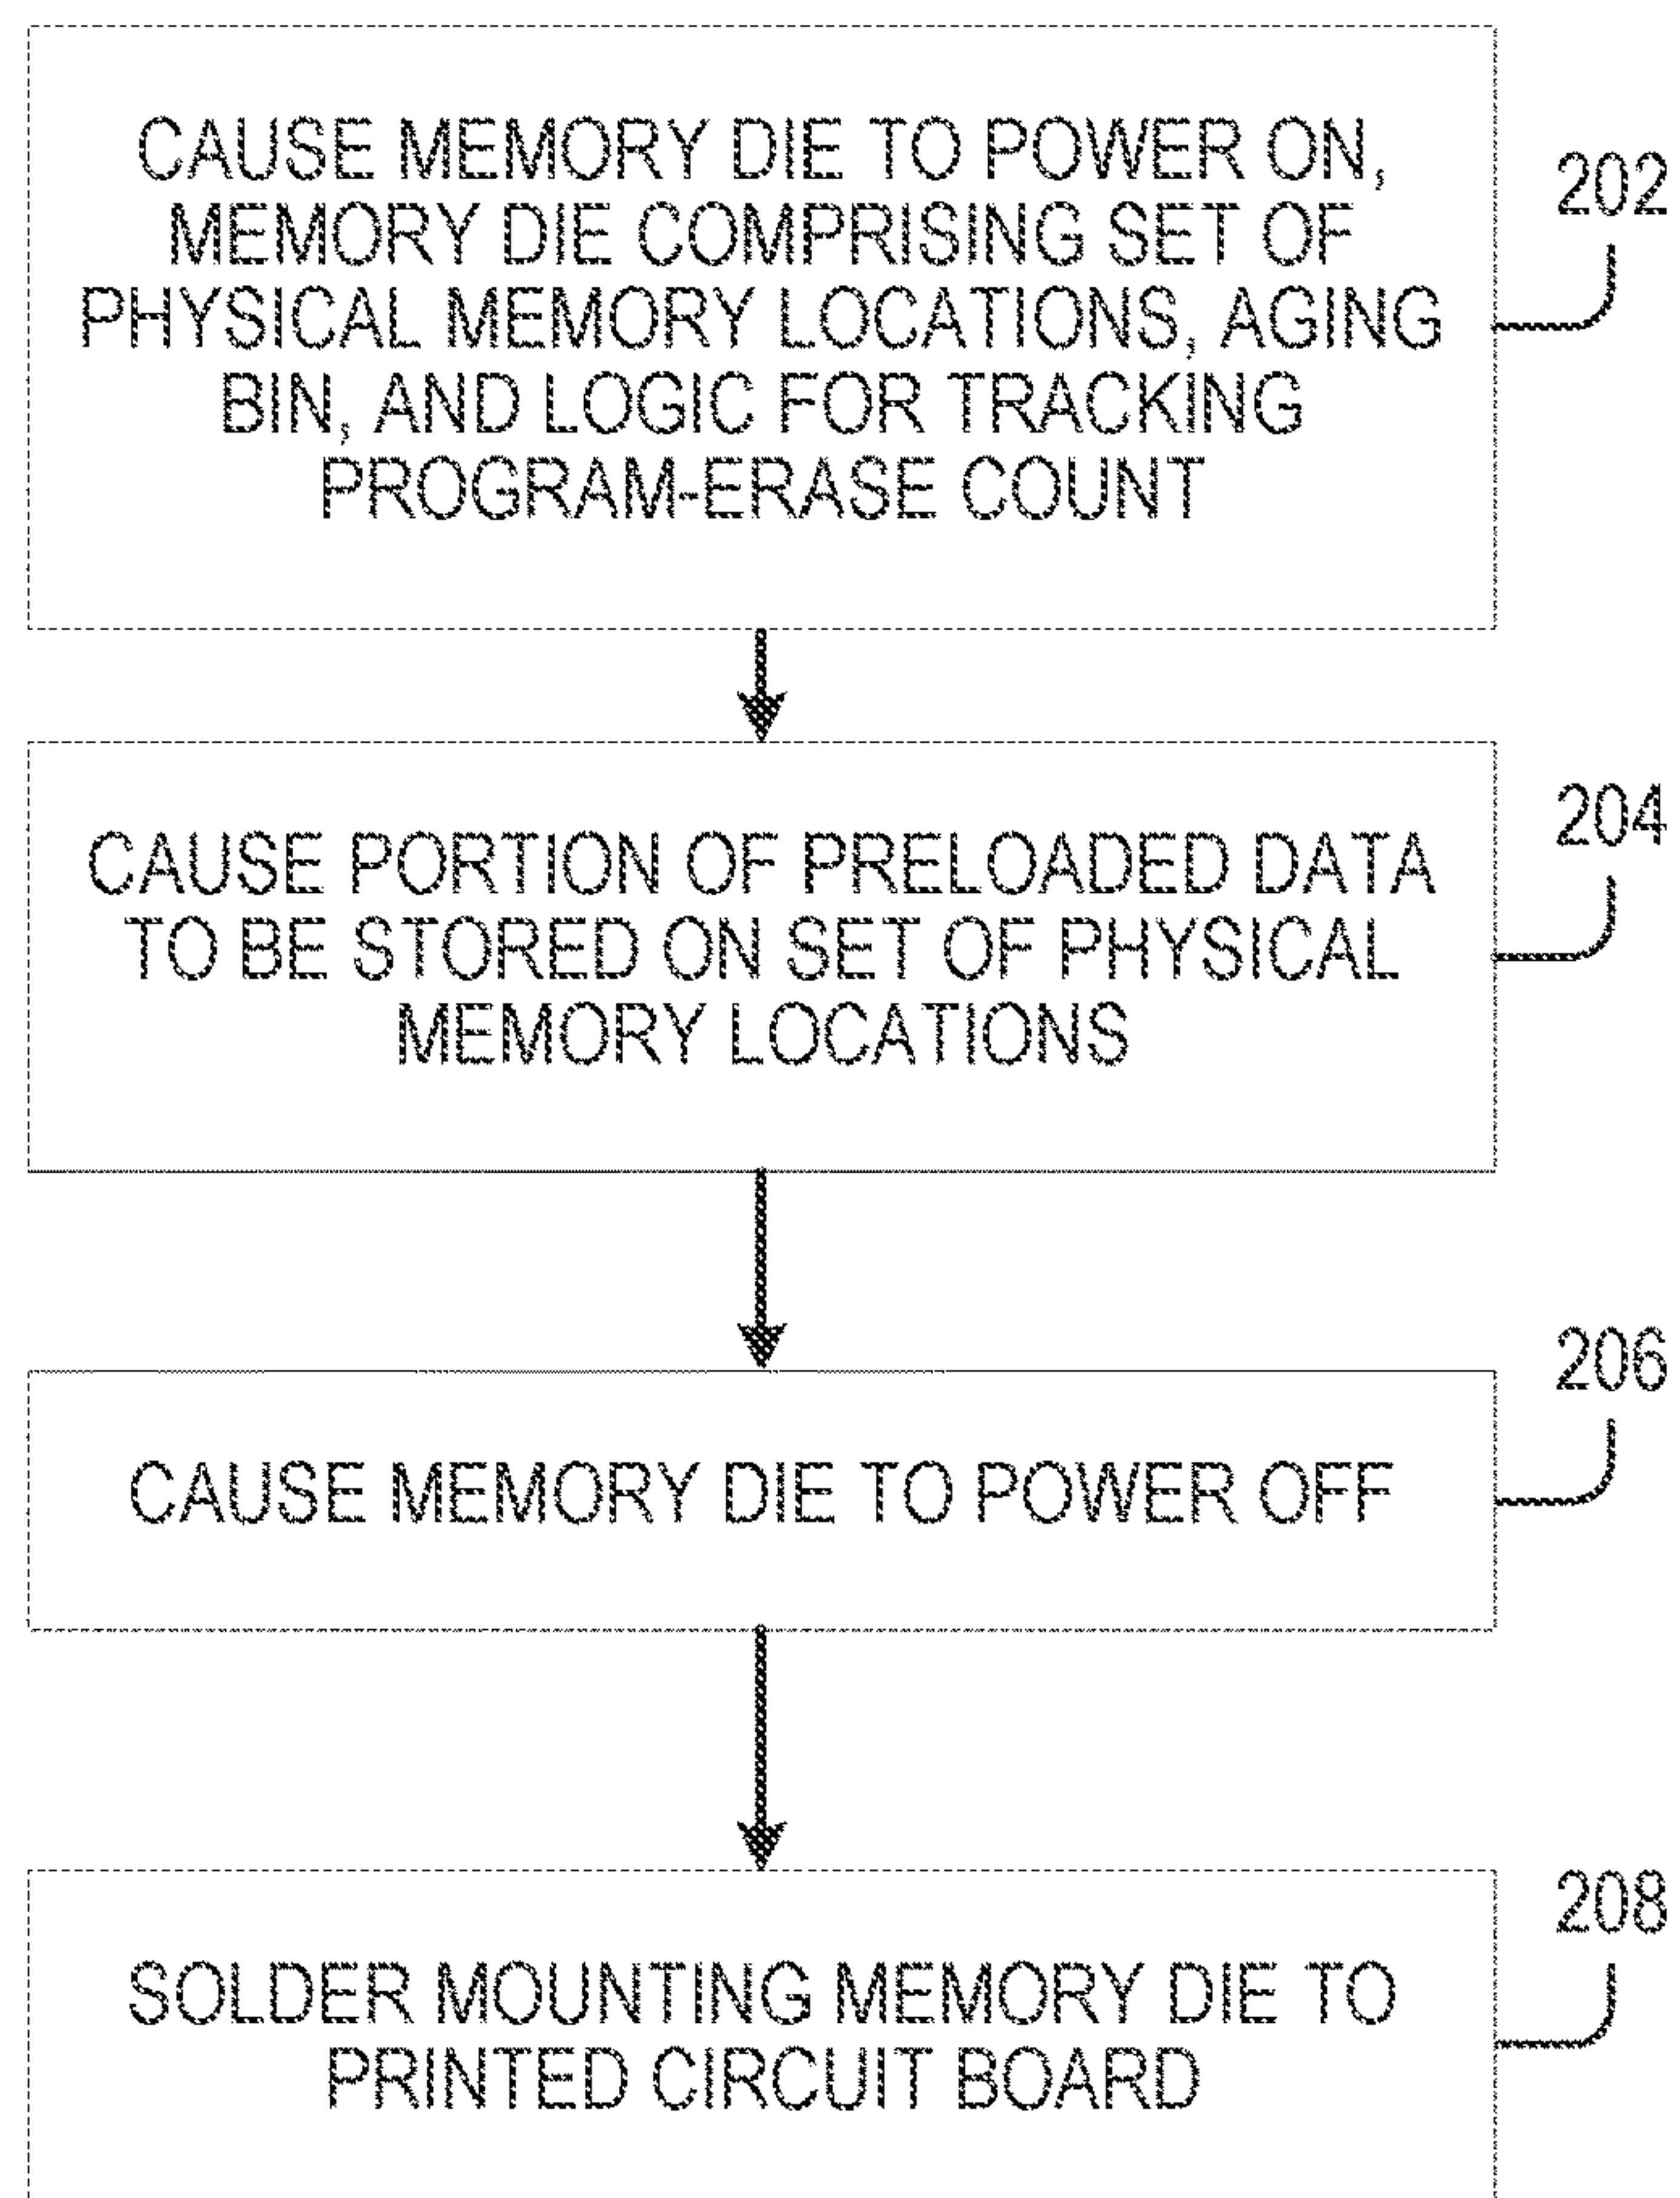 CAUSE MEMORY DIE TO POWER ON,
MEMORY DIE COMPRISING SET OF
PHYSICAL MEMORY LOCATIONS, AGING
BIN, AND LOGIC FOR TRACKING
PROGRAM-ERASE COUNT
202
CAUSE PORTION OF PRELOADED DATA
TO BE STORED ON SET OF PHYSICAL
MEMORY LOCATIONS
204
CAUSE MEMORY DIE TO POWER OFF
206
SOLDER MOUNTING MEMORY DIE TO
PRINTED CIRCUIT BOARD
208